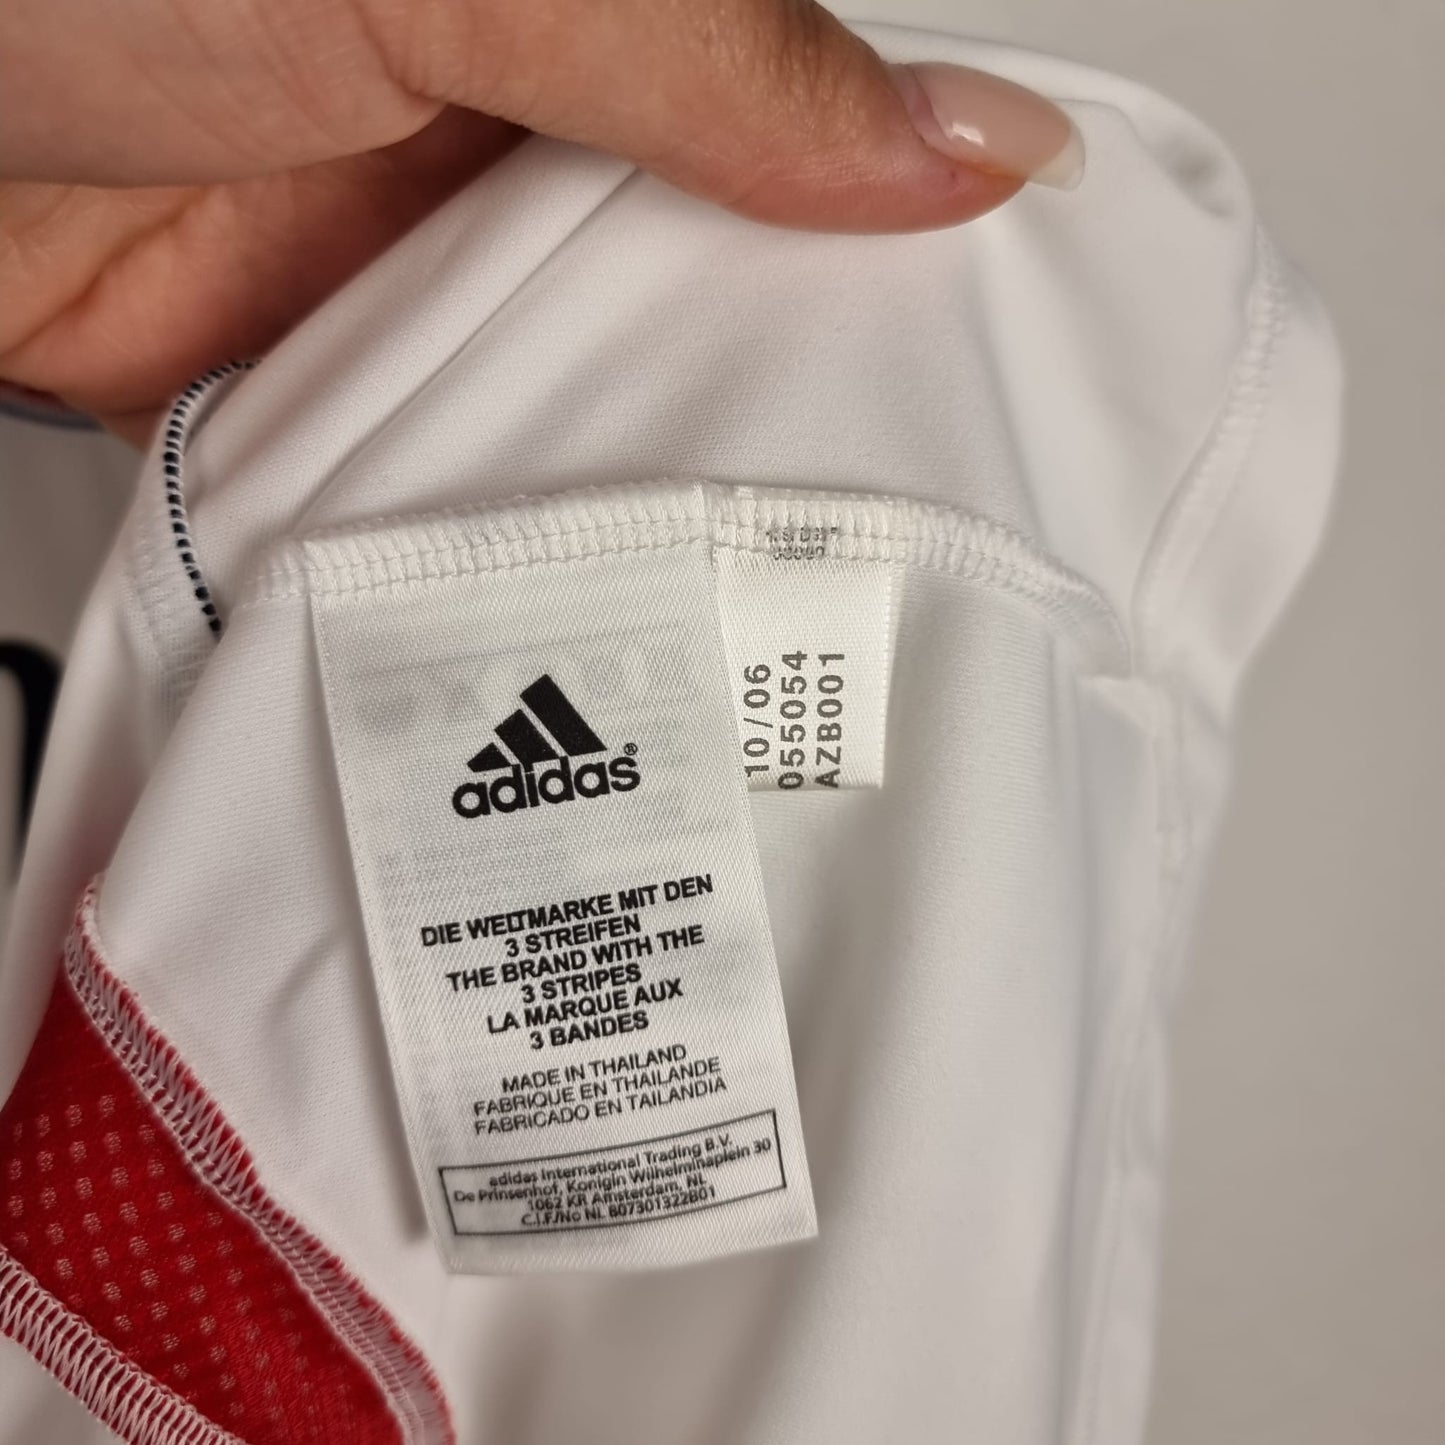 adidas®
DIE WELTMARKE MIT DEN
3 STREIFEN
THE BRAND WITH THE
3 STRIPES
LA MARQUE AUX
3 BANDES
MADE IN THAILAND
FABRIQUE EN THAILANDE
FABRICADO EN TAILANDIA
adidas International Trading B.V.
De Prinsenhof, Konigin Wilhelminaplein 30
1062 KR Amsterdam, NL
C.I.F/No NL 807301322B01
10/06
055054
AZB001